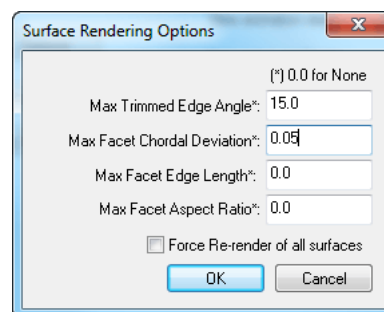 Surface Rendering Options
(*) 0.0 for None
Max Trimmed Edge Angle*: 15.0
Max Facet Chordal Deviation*: 0.05
Max Facet Edge Length*: 0.0
Max Facet Aspect Ratio*: 0.0
Force Re-render of all surfaces
OK Cancel